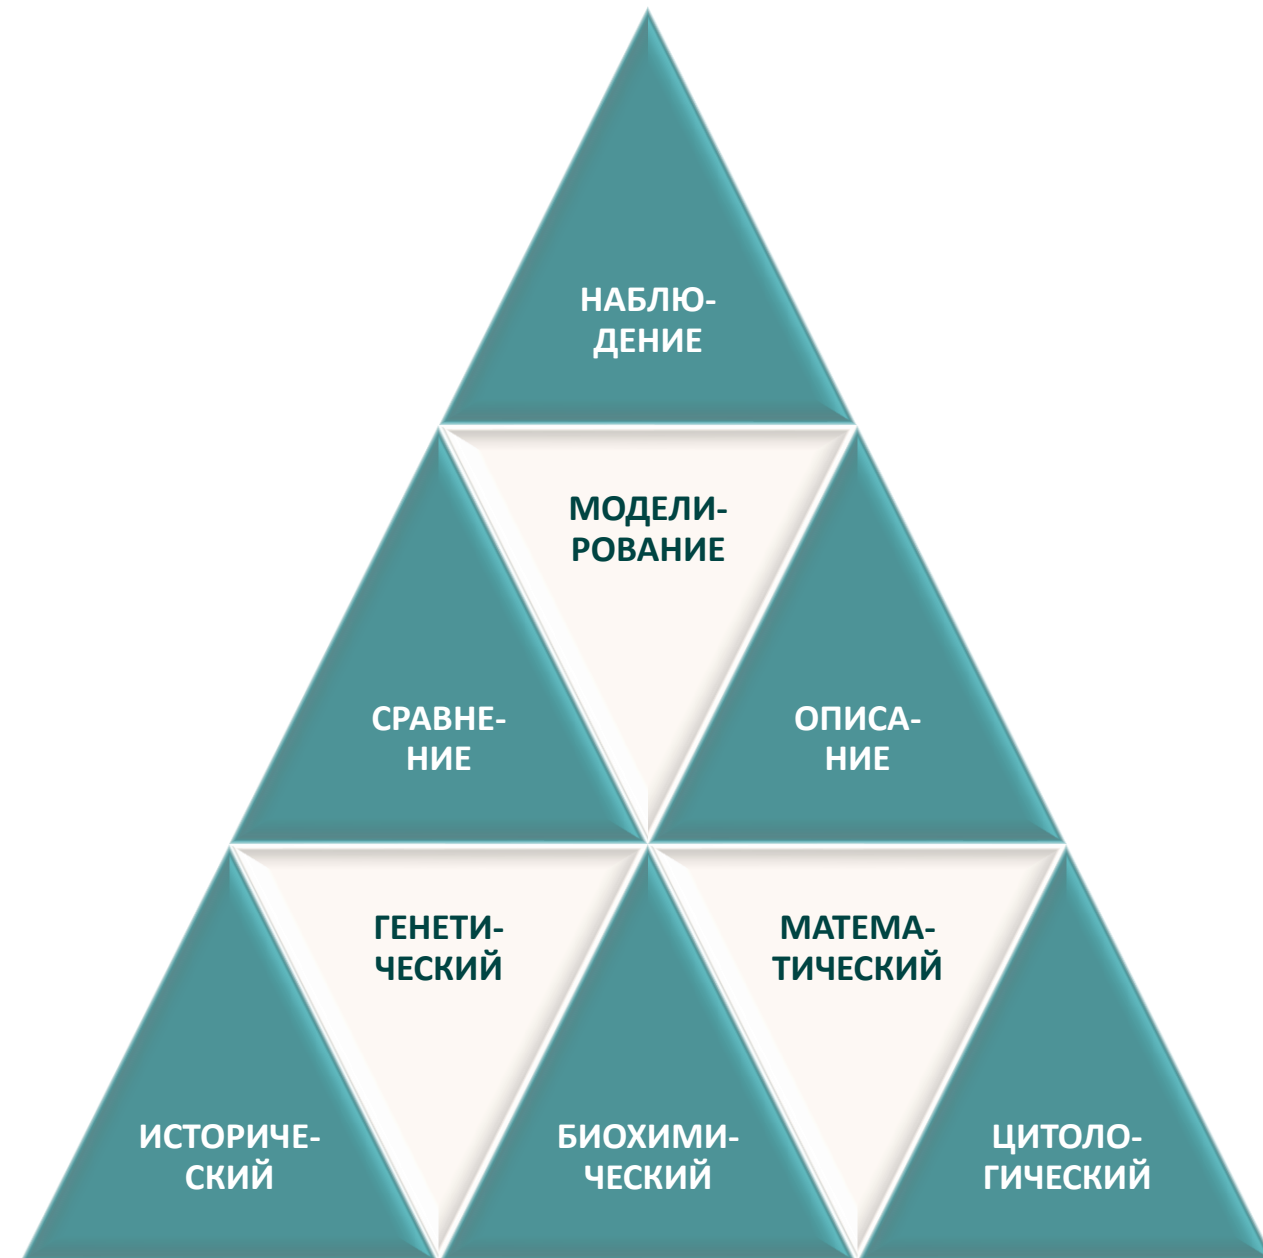 НАБЛЮ-
ДЕНИЕ
МОДЕЛИ-
РОВАНИЕ
СРАВНЕ-
НИЕ
ОПИСА-
НИЕ
ГЕНЕТИ-
ЧЕСКИЙ
МАТЕМА-
ТИЧЕСКИЙ
ИСТОРИЧЕ-
СКИЙ
БИОХИМИ-
ЧЕСКИЙ
ЦИТОЛО-
ГИЧЕСКИЙ